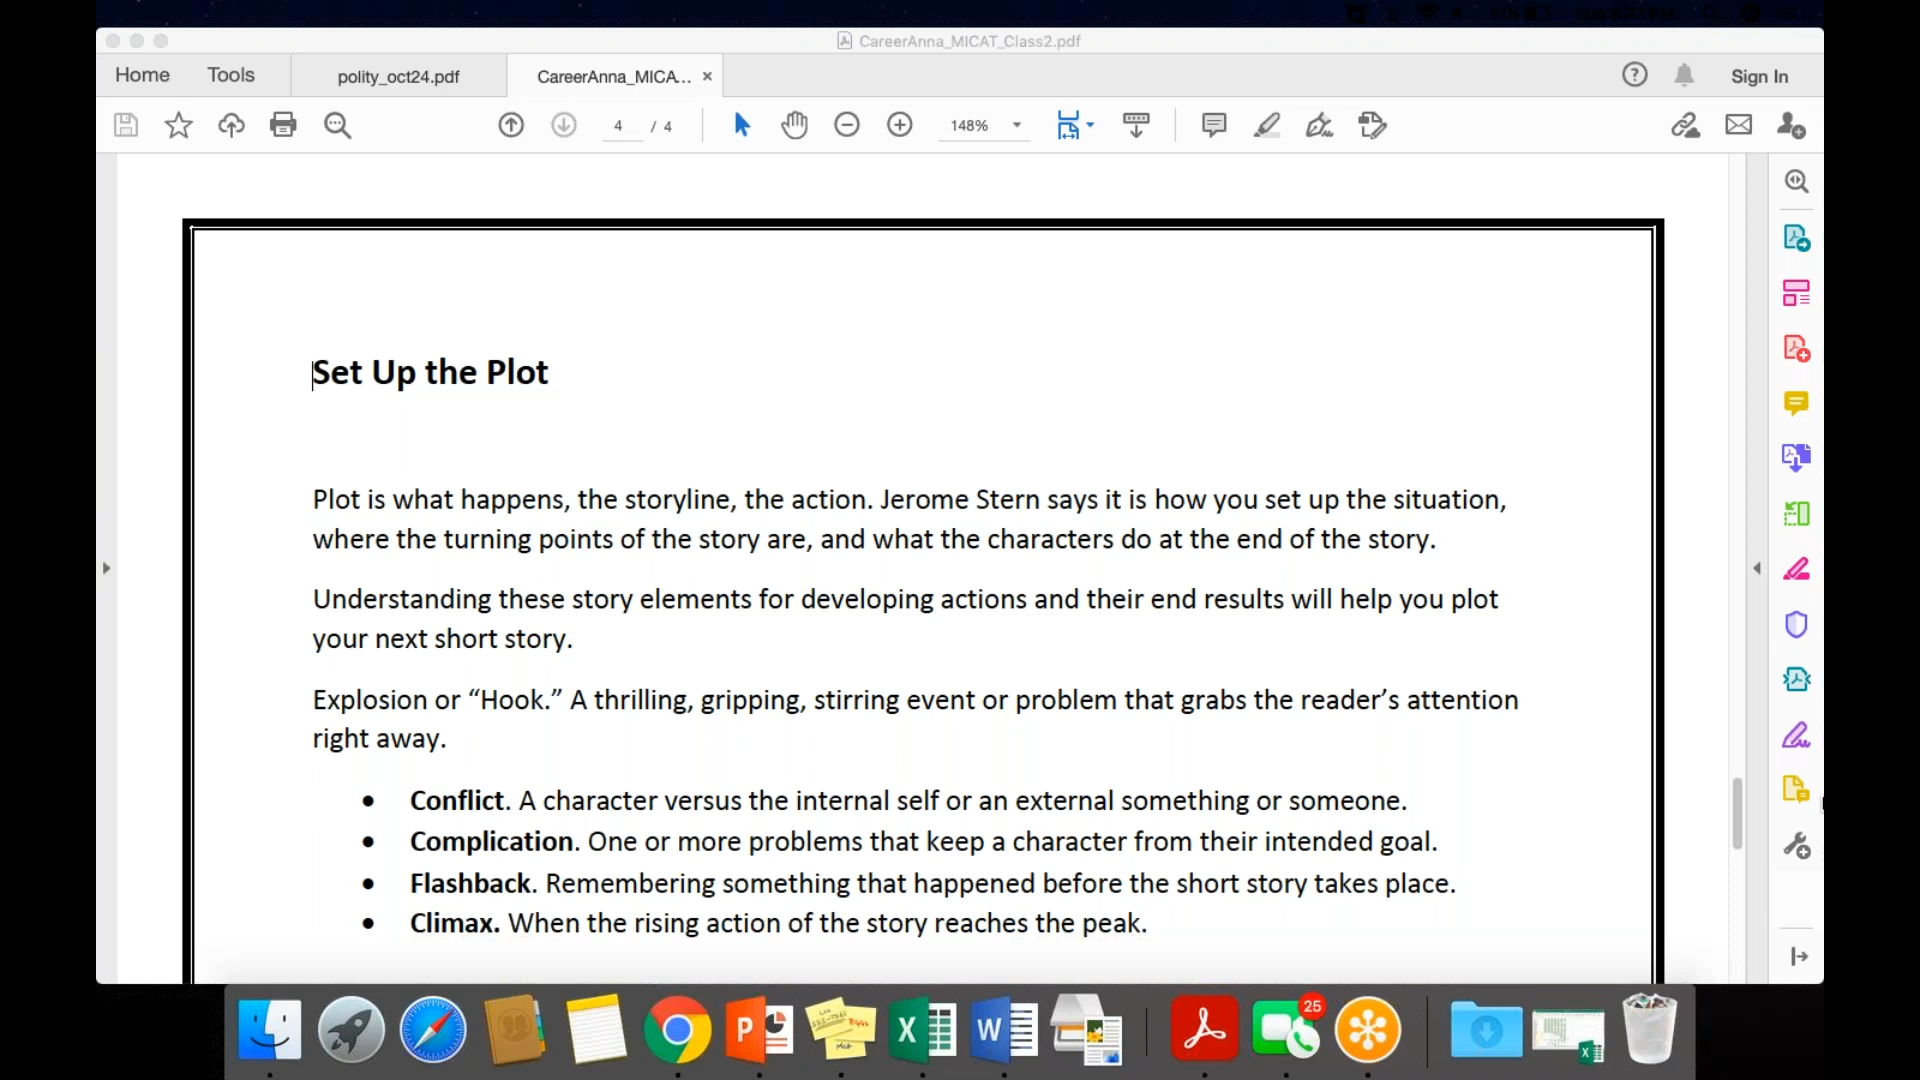 CareerAnna_MICAT_Class2.pdf
Home Tools polity_oct24.pdf CareerAnna_MICA... × Sign In
4 / 4 148%
Set Up the Plot
Plot is what happens, the storyline, the action. Jerome Stern says it is how you set up the situation,
where the turning points of the story are, and what the characters do at the end of the story.
Understanding these story elements for developing actions and their end results will help you plot
your next short story.
Explosion or “Hook.” A thrilling, gripping, stirring event or problem that grabs the reader’s attention
right away.
• Conflict. A character versus the internal self or an external something or someone.
• Complication. One or more problems that keep a character from their intended goal.
• Flashback. Remembering something that happened before the short story takes place.
• Climax. When the rising action of the story reaches the peak.
25